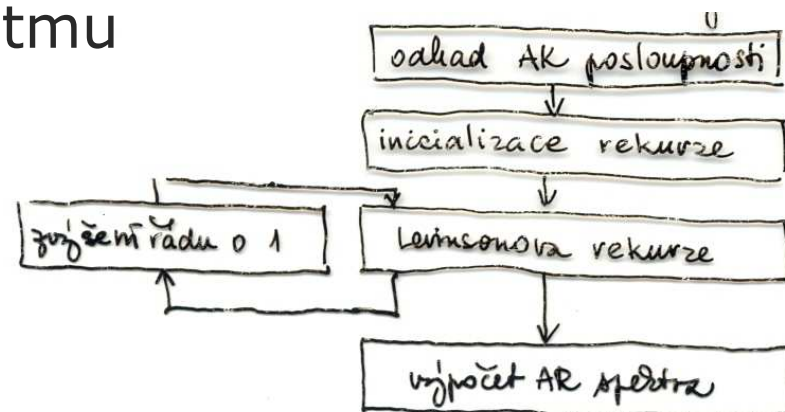 tmu
odhad AK posloupnosti
inicializace rekurze
zvýšení řádu o 1
Levinsonova rekurze
výpočet AR spektra